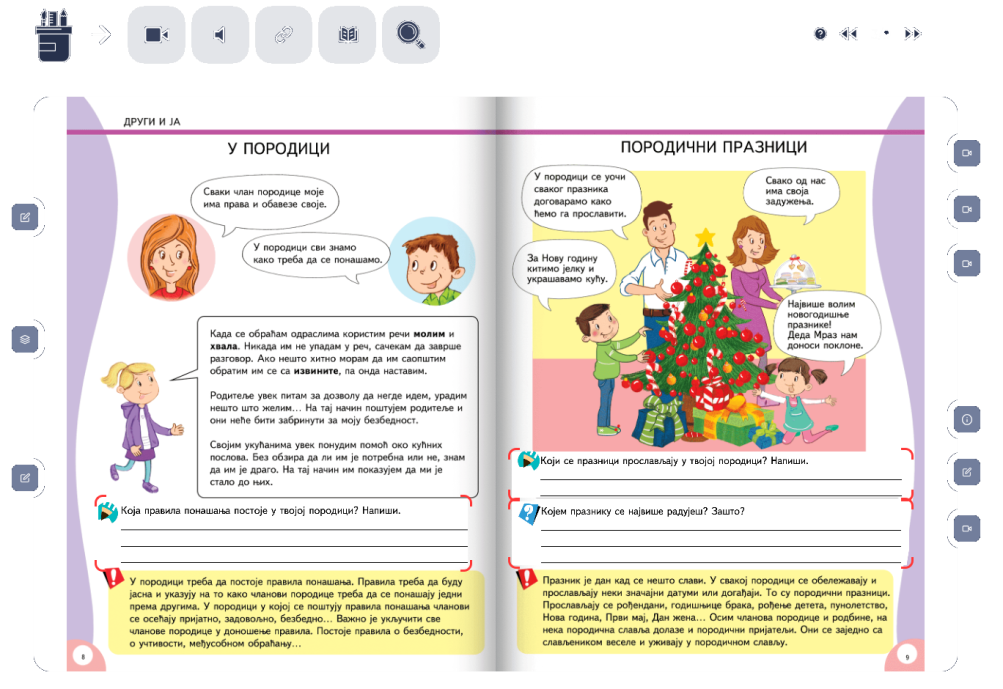 ДРУГИ И ЈА
У ПОРОДИЦИ
Сваки члан породице моје
има права и обавезе своје.
У породици сви знамо
како треба да се понашамо.
Када се обраћам одраслима користим речи молим и
хвала. Никада им не упадам у реч, сачекам да заврше
разговор. Ако нешто хитно морам да им саопштим
обратим им се са извините, па онда наставим.
Родитеље увек питам за дозволу да негде идем, урадим
нешто што желим... На тај начин поштујем родитеље и
они неће бити забринути за моју безбедност.
Својим укућанима увек понудим помоћ око кућних
послова. Без обзира да ли им је потребна или не, знам
да им је драго. На тај начин им показујем да ми је
стало до њих.
Која правила понашања постоје у твојој породици? Напиши.
У породици треба да постоје правила понашања. Правила треба да буду
јасна и указују на то како чланови породице треба да се понашају једни
према другима. У породици у којој се поштују правила понашања чланови
се осећају пријатно, задовољно, безбедно... Важно је укључити све
чланове породице у доношење правила. Постоје правила о безбедности,
о учтивости, међусобном обраћању...
8
ПОРОДИЧНИ ПРАЗНИЦИ
У породици се уочи
сваког празника
договарамо како
ћемо га прославити.
Свако од нас
има своја
задужења.
За Нову годину
китимо јелку и
украшавамо кућу.
Највише волим
новогодишње
празнике!
Деда Мраз нам
доноси поклоне.
Који се празници прослављају у твојој породици? Напиши.
Којем празнику се највише радујеш? Зашто?
Празник је дан кад се нешто слави. У свакој породици се обележавају и
прослављају неки значајни датуми или догађаји. То су породични празници.
Прослављају се рођендани, годишњице брака, рођење детета, пунолетство,
Нова година, Први мај, Дан жена... Осим чланова породице и родбине, на
нека породична славља долазе и породични пријатељи. Они се заједно са
слављеником веселе и уживају у породичном слављу.
9